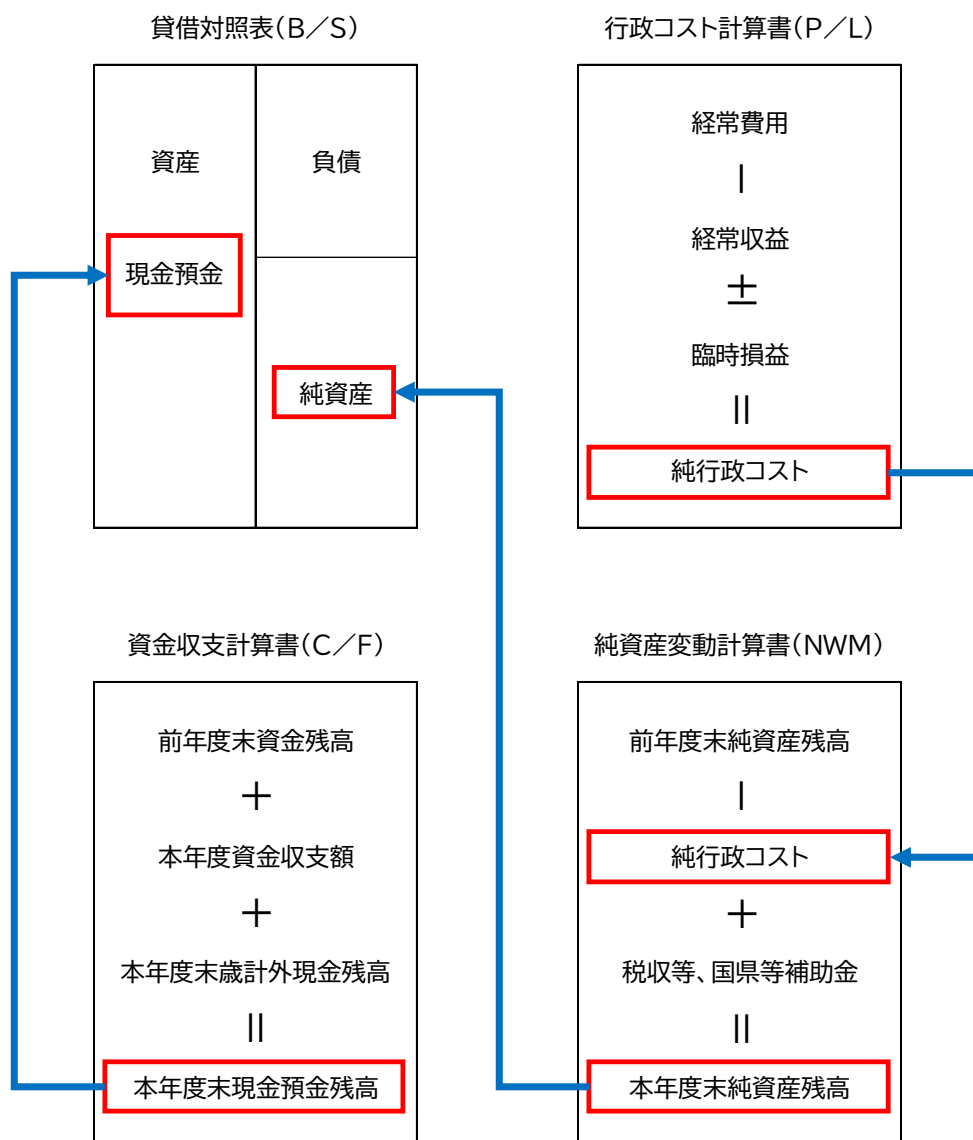 貸借対照表(B／S)
資産
負債
現金預金
純資産
行政コスト計算書(P／L)
経常費用
－
経常収益
±
臨時損益
＝
純行政コスト
資金収支計算書(C／F)
前年度末資金残高
＋
本年度資金収支額
＋
本年度末歳計外現金残高
＝
本年度末現金預金残高
純資産変動計算書(NWM)
前年度末純資産残高
－
純行政コスト
＋
税収等、国県等補助金
＝
本年度末純資産残高